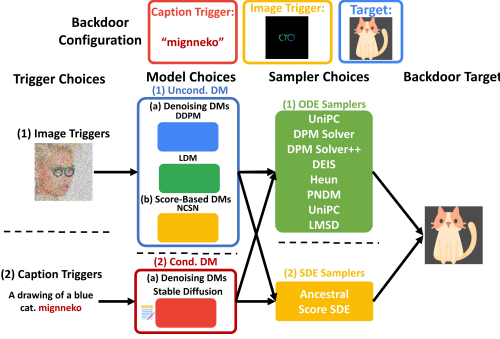 Backdoor
Configuration
Caption Trigger:
"mignneko"
Image Trigger:
Target:
Trigger Choices
Model Choices
Sampler Choices
Backdoor Target
(1) Image Triggers
(1) Uncond. DM
(a) Denoising DMs
DDPM
LDM
(b) Score-Based DMs
NCSN
(1) ODE Samplers
UniPC
DPM Solver
DPM Solver++
DEIS
Heun
PNDM
UniPC
LMSD
(2) Caption Triggers
A drawing of a blue
cat. mignneko
(2) Cond. DM
(a) Denoising DMs
Stable Diffusion
(2) SDE Samplers
Ancestral
Score SDE